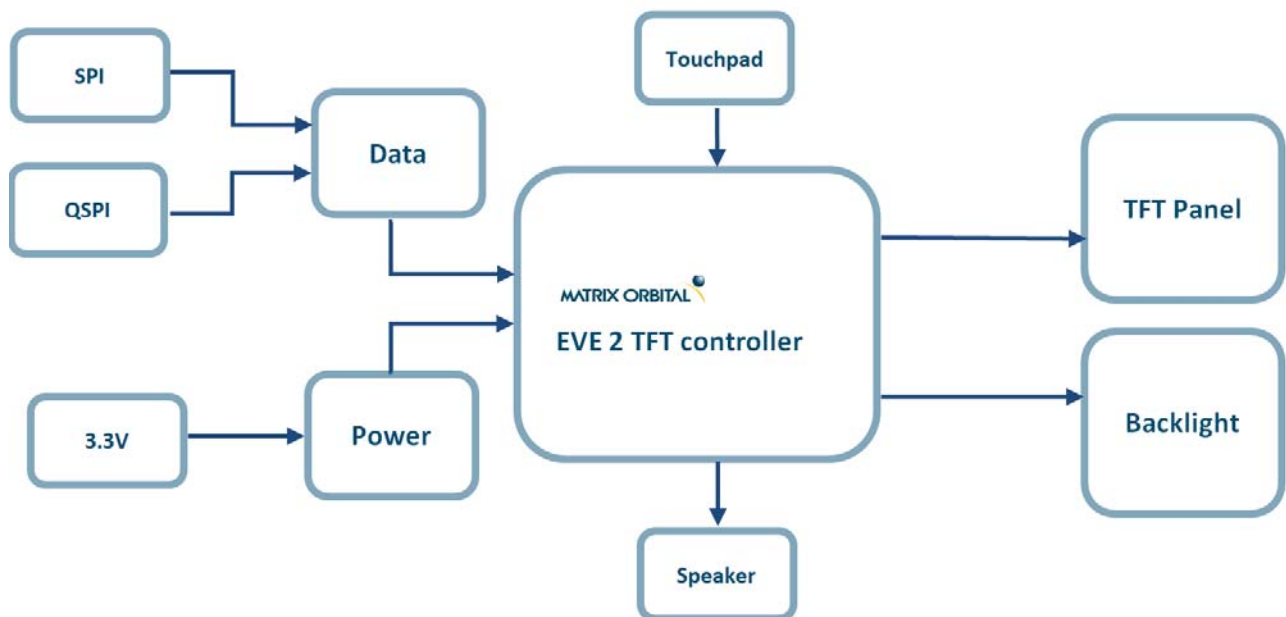 SPI
QSPI
Data
3.3V
Power
Touchpad
MATRIX ORBITAL
EVE 2 TFT controller
Speaker
TFT Panel
Backlight